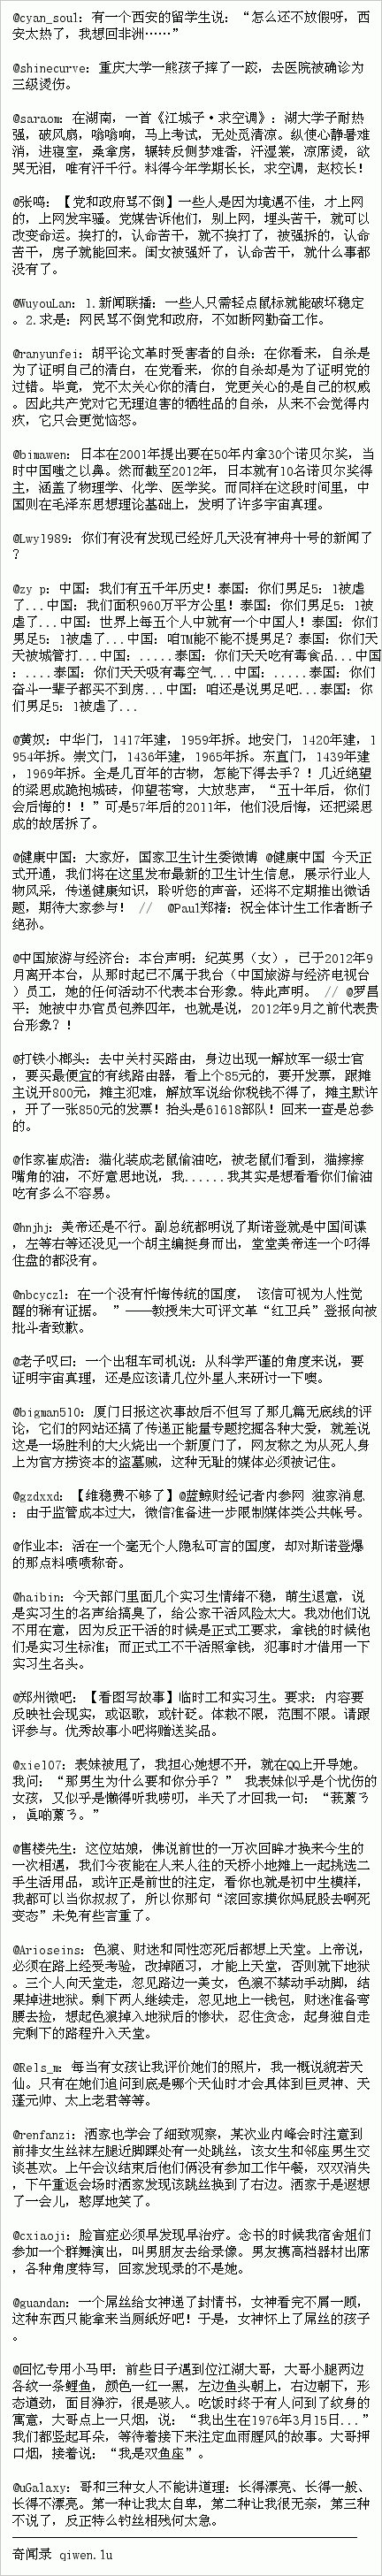 @cyan_soul：有一个西安的留学生说：“怎么还不放假呀，西
安太热了，我想回非洲……”
@shinecurve：重庆大学一熊孩子摔了一跤，去医院被确诊为
三级烫伤。
@saraom：在湖南，一首《江城子·求空调》：湖大学子耐热
强，破风扇，嗡嗡响，马上考试，无处觅清凉。纵使心静暑难
消，进寝室，桑拿房，辗转反侧梦难香，汗湿裳，凉席烫，欲
哭无泪，唯有汗千行。料得今年学期长长，求空调，赵校长！
@张鸣：【党和政府骂不倒】一些人是因为境遇不佳，才上网
的，上网发牢骚。党媒告诉他们，别上网，埋头苦干，就可以
改变命运。挨打的，认命苦干，就不挨打了，被强拆的，认命
苦干，房子就能回来。闺女被强奸了，认命苦干，就什么事都
没有了。
@WuyouLan：1.新闻联播：一些人只需轻点鼠标就能破坏稳定
。2.求是：网民骂不倒党和政府，不如断网勤奋工作。
@ranyunfei：胡平论文革时受害者的自杀：在你看来，自杀是
为了证明自己的清白，在党看来，你的自杀却是为了证明党的
过错。毕竟，党不太关心你的清白，党更关心的是自己的权威
。因此共产党对它无理迫害的牺牲品的自杀，从来不会觉得内
疚，它只会更觉恼怒。
@bimawen：日本在2001年提出要在50年内拿30个诺贝尔奖，当
时中国嗤之以鼻。然而截至2012年，日本就有10名诺贝尔奖得
主，涵盖了物理学、化学、医学奖。而同样在这段时间里，中
国则在毛泽东思想理论基础上，发明了许多宇宙真理。
@Lwy1989：你们有没有发现已经好几天没有神舟十号的新闻了
？
@zy p：中国：我们有五千年历史！泰国：你们男足5：1被虐
了...中国：我们面积960万平方公里！泰国：你们男足5：1被
虐了...中国：世界上每五个人中就有一个中国人！泰国：你们
男足5：1被虐了...中国：咱TM能不能不提男足？泰国：你们天
天被城管打...中国：.....泰国：你们天天吃有毒食品...中国
：....泰国：你们天天吸有毒空气...中国：.....泰国：你们
奋斗一辈子都买不到房...中国：咱还是说男足吧...泰国：你
们男足5：1被虐了...
@黄奴：中华门，1417年建，1959年拆。地安门，1420年建，1
954年拆。崇文门，1436年建，1965年拆。东直门，1439年
建，1969年拆。全是几百年的古物，怎能下得去手？！几近绝望
的梁思成跪抱城砖，仰望苍穹，大放悲声，“五十年后，你们
会后悔的！！”可是57年后的2011年，他们没后悔，还把梁思
成的故居拆了。
@健康中国：大家好，国家卫生计生委微博 @健康中国 今天正
式开通，我们将在这里发布最新的卫生计生信息，展示行业人
物风采，传递健康知识，聆听您的声音，还将不定期推出微话
题，期待大家参与！ // @Paul郑褚：祝全体计生工作者断子
绝孙。
@中国旅游与经济台：本台声明：纪英男（女），已于2012年9
月离开本台，从那时起已不属于我台（中国旅游与经济电视台
）员工，她的任何活动不代表本台形象。特此声明。 // @罗昌
平：她被中办官员包养四年，也就是说，2012年9月之前代表贵
台形象？！
@打铁小榔头：去中关村买路由，身边出现一解放军一级士官
，要买最便宜的有线路由器，看上个85元的，要开发票，跟摊
主说开800元，摊主犯难，解放军说给你税钱不得了，摊主默许
，开了一张850元的发票！抬头是61618部队！回来一查是总参
的。
@作家崔成浩：猫化装成老鼠偷油吃，被老鼠们看到，猫擦擦
嘴角的油，不好意思地说，我......我其实是想看看你们偷油
吃有多么不容易。
@hnjhj：美帝还是不行。副总统都明说了斯诺登就是中国间谍
，左等右等还没见一个胡主编挺身而出，堂堂美帝连一个叼得
住盘的都没有。
@nbcycz1：在一个没有忏悔传统的国度， 该信可视为人性觉
醒的稀有证据。 ”——教授朱大可评文革“红卫兵”登报向被
批斗者致歉。
@老子叹曰：一个出租车司机说：从科学严谨的角度来说，要
证明宇宙真理，还是应该请几位外星人来研讨一下噢。
@bigman510：厦门日报这次事故后不但写了那几篇无底线的评
论，它们的网站还搞了传递正能量专题挖掘各种大爱，就差说
这是一场胜利的大火烧出一个新厦门了，网友称之为从死人身
上为官方捞资本的盗墓贼，这种无耻的媒体必须被记住。
@gzdxxd：【维稳费不够了】@蓝鲸财经记者内参网 独家消息
：由于监管成本过大，微信准备进一步限制媒体类公共帐号。
@作业本：活在一个毫无个人隐私可言的国度，却对斯诺登爆
的那点料啧啧称奇。
@haibin：今天部门里面几个实习生情绪不稳，萌生退意，说
是实习生的名声给搞臭了，给公家干活风险太大。我劝他们说
不用在意，因为反正干活的时候是正式工要求，拿钱的时候他
们是实习生标准；而正式工不干活照拿钱，犯事时才借用一下
实习生名头。
@郑州微吧：【看图写故事】临时工和实习生。要求：内容要
反映社会现实，或讴歌，或针砭。体裁不限，范围不限。请跟
评参与。优秀故事小吧将赠送奖品。
@xie107：表妹被甩了，我担心她想不开，就在QQ上开导她。
我问：“那男生为什么要和你分手？” 我表妹似乎是个忧伤的
女孩，又似乎是懒得听我唠叨，半天了才回我一句：
@售楼先生：这位姑娘，佛说前世的一万次回眸才换来今生的
一次相遇，我们今夜能在人来人往的天桥小地摊上一起挑选二
手生活用品，或许正是前世的注定，看你也就是初中生模样，
我都可以当你叔叔了，所以你那句“滚回家摸你妈屁股去啊死
变态”未免有些言重了。
@Arioseins：色狼、财迷和同性恋死后都想上天堂。上帝说，
必须在路上经受考验，改掉陋习，才能上天堂，否则就下地狱
。三个人向天堂走，忽见路边一美女，色狼不禁动手动脚，结
果掉进地狱。剩下两人继续走，忽见地上一钱包，财迷准备弯
腰去捡，想起色狼掉入地狱后的惨状，忍住贪念，起身独自走
完剩下的路程升入天堂。
@Rels_m：每当有女孩让我评价她们的照片，我一概说貌若天
仙。只有在她们追问到底是哪个天仙时才会具体到巨灵神、天
蓬元帅、太上老君等等。
@renfanzi：洒家也学会了细致观察，某次业内峰会时注意到
前排女生丝袜左腿近脚踝处有一处跳丝，该女生和邻座男生交
谈甚欢。上午会议结束后他们俩没有参加工作午餐，双双消失
，下午重返会场时洒家发现该跳丝换到了右边。洒家于是遐想
了一会儿，憨厚地笑了。
@cxiaoji：脸盲症必须早发现早治疗。念书的时候我宿舍姐们
参加一个群舞演出，叫男朋友去给录像。男友携高档器材出席
，各种角度特写，回家发现录的不是她。
@guandan：一个屌丝给女神递了封情书，女神看完不屑一顾，
这种东西只能拿来当厕纸好吧！于是，女神怀上了屌丝的孩子
。
@回忆专用小马甲：前些日子遇到位江湖大哥，大哥小腿两边
各纹一条鲤鱼，颜色一红一黑，左边鱼头朝上，右边朝下，形
态遒劲，面目狰狞，很是骇人。吃饭时终于有人问到了纹身的
寓意，大哥点上一只烟，说：“我出生在1976年3月15日...”
我们都竖起耳朵，等待着接下来注定血雨腥风的故事。大哥押
口烟，接着说：“我是双鱼座”。
@uGalaxy：哥和三种女人不能讲道理：长得漂亮、长得一般、
长得不漂亮。第一种让我太自卑，第二种让我很无奈，第三种
不说了，反正特么钓丝相残何太急。
奇闻录 qiwen.lu